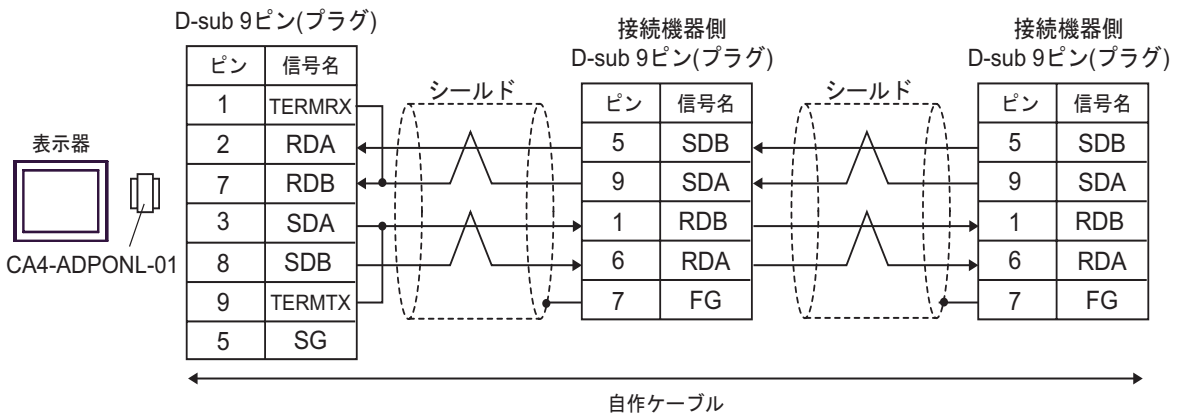 D-sub 9ピン(プラグ)
ピン 信号名
1 TERMRX
2 RDA
7 RDB
3 SDA
8 SDB
9 TERMTX
5 SG
表示器
CA4-ADPONL-01
シールド
接続機器側
D-sub 9ピン(プラグ)
ピン 信号名
5 SDB
9 SDA
1 RDB
6 RDA
7 FG
シールド
接続機器側
D-sub 9ピン(プラグ)
ピン 信号名
5 SDB
9 SDA
1 RDB
6 RDA
7 FG
自作ケーブル